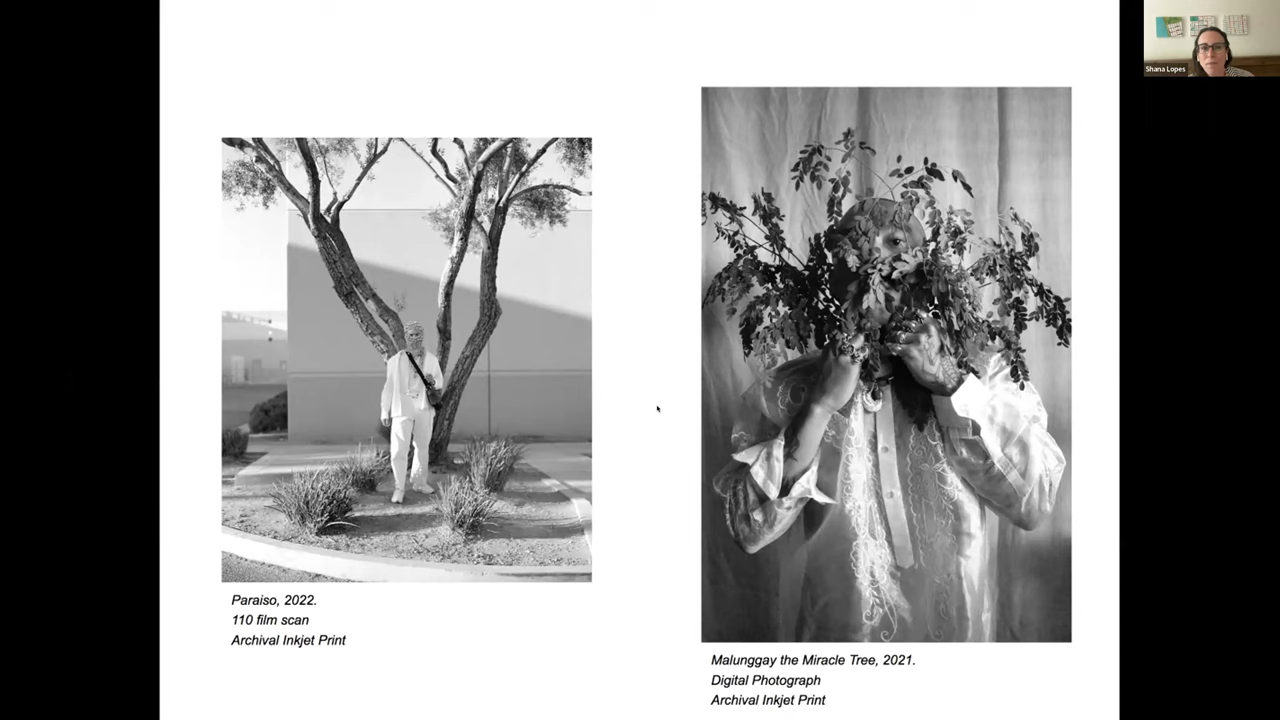 Shana Lopes
Paraiso, 2022.
110 film scan
Archival Inkjet Print
Malunggay the Miracle Tree, 2021.
Digital Photograph
Archival Inkjet Print